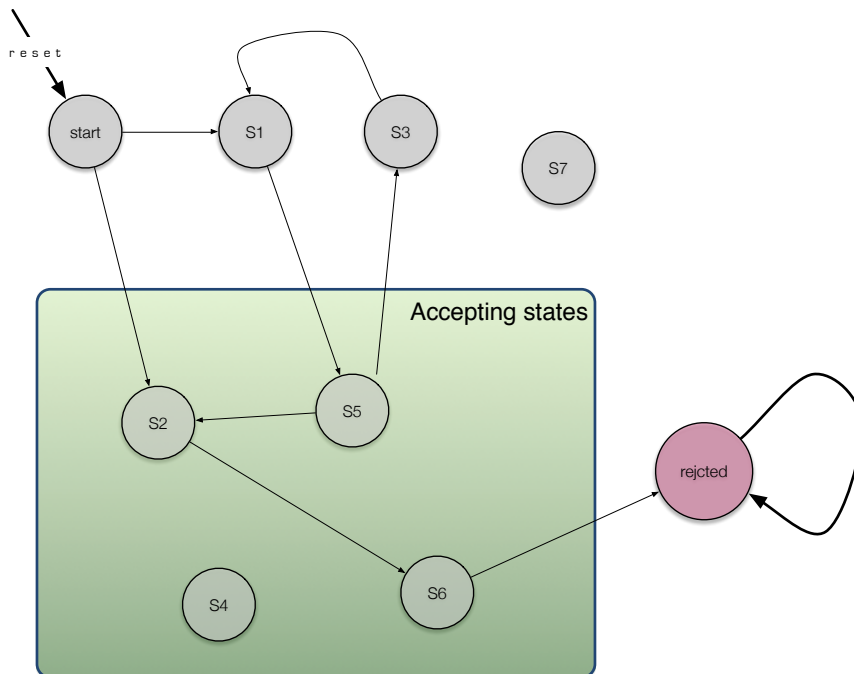 reset
start
S1
S3
S7
Accepting states
S2
S5
rejcted
S4
S6